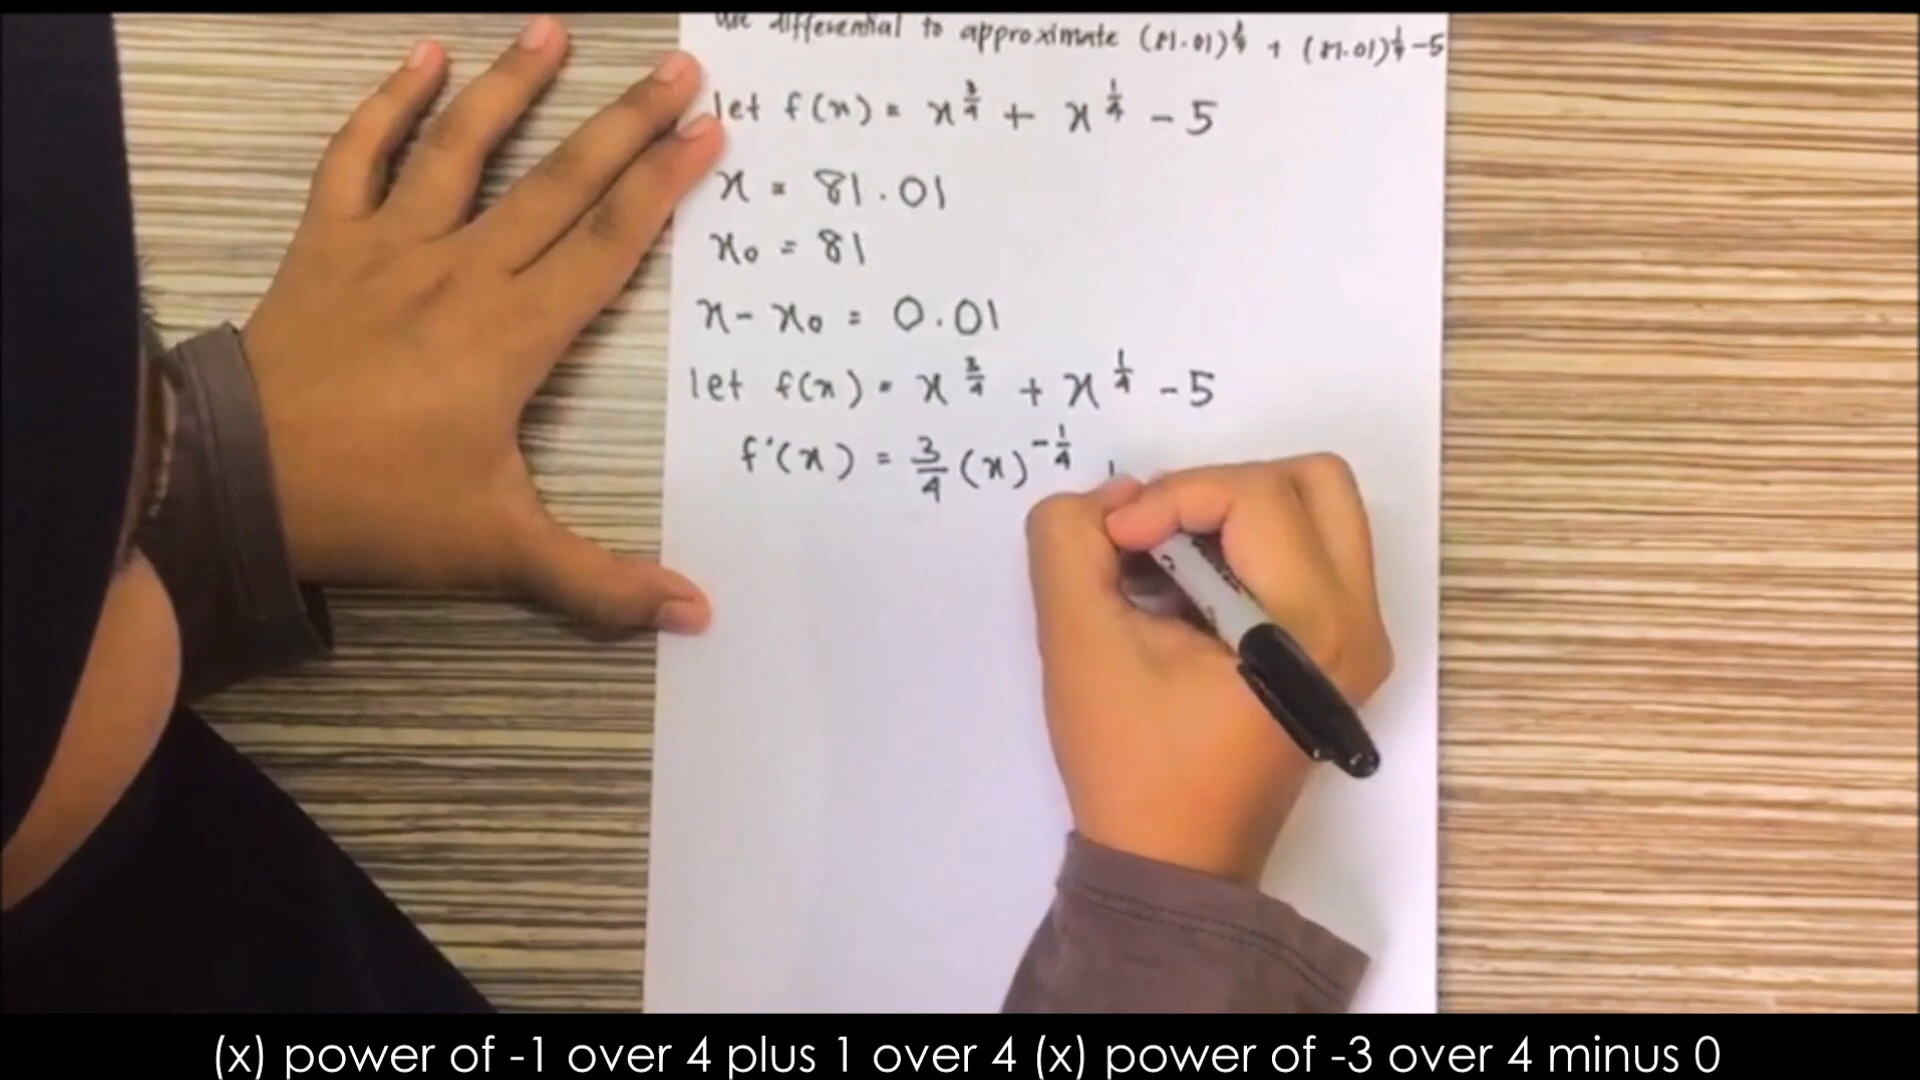 use differential to approximate (81.01)^3/4 + (81.01)^1/4 - 5
let f(x) = x^3/4 + x^1/4 - 5
x = 81.01
x₀ = 81
x - x₀ = 0.01
let f(x) = x^3/4 + x^1/4 - 5
f'(x) = 3/4 (x)^-1/4
(x) power of -1 over 4 plus 1 over 4 (x) power of -3 over 4 minus 0